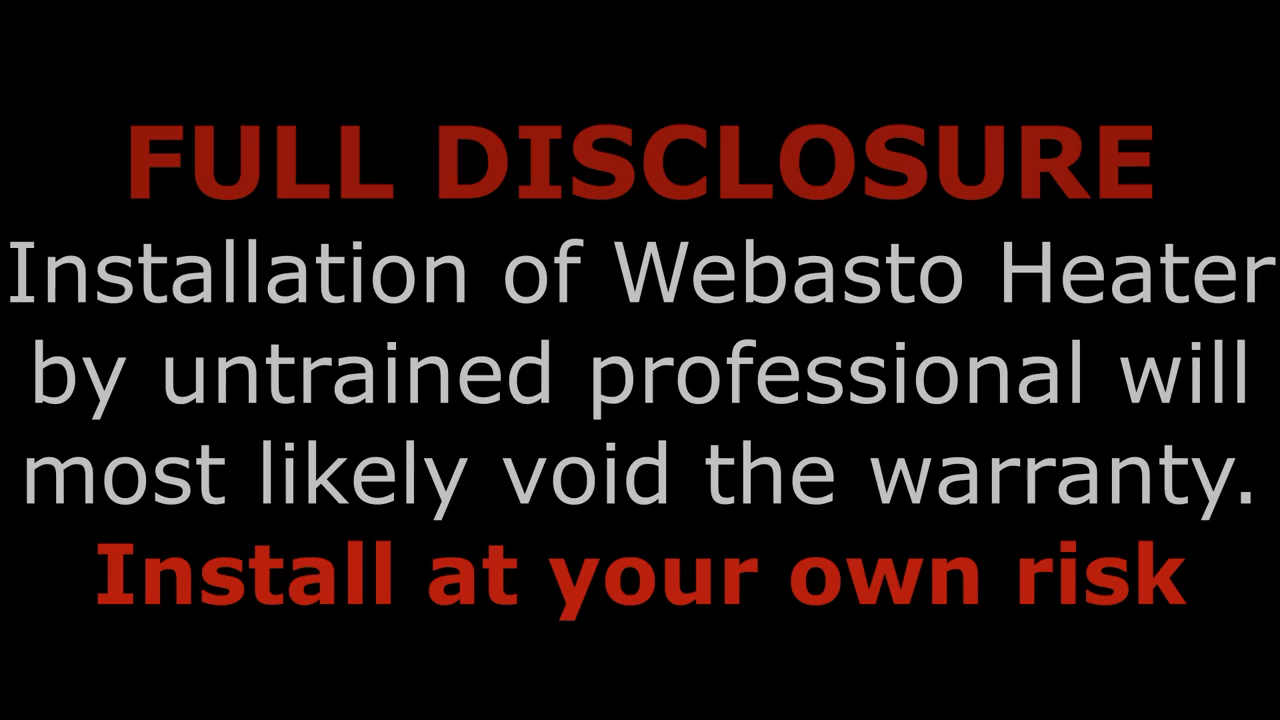 FULL DISCLOSURE
Installation of Webasto Heater
by untrained professional will
most likely void the warranty.
Install at your own risk